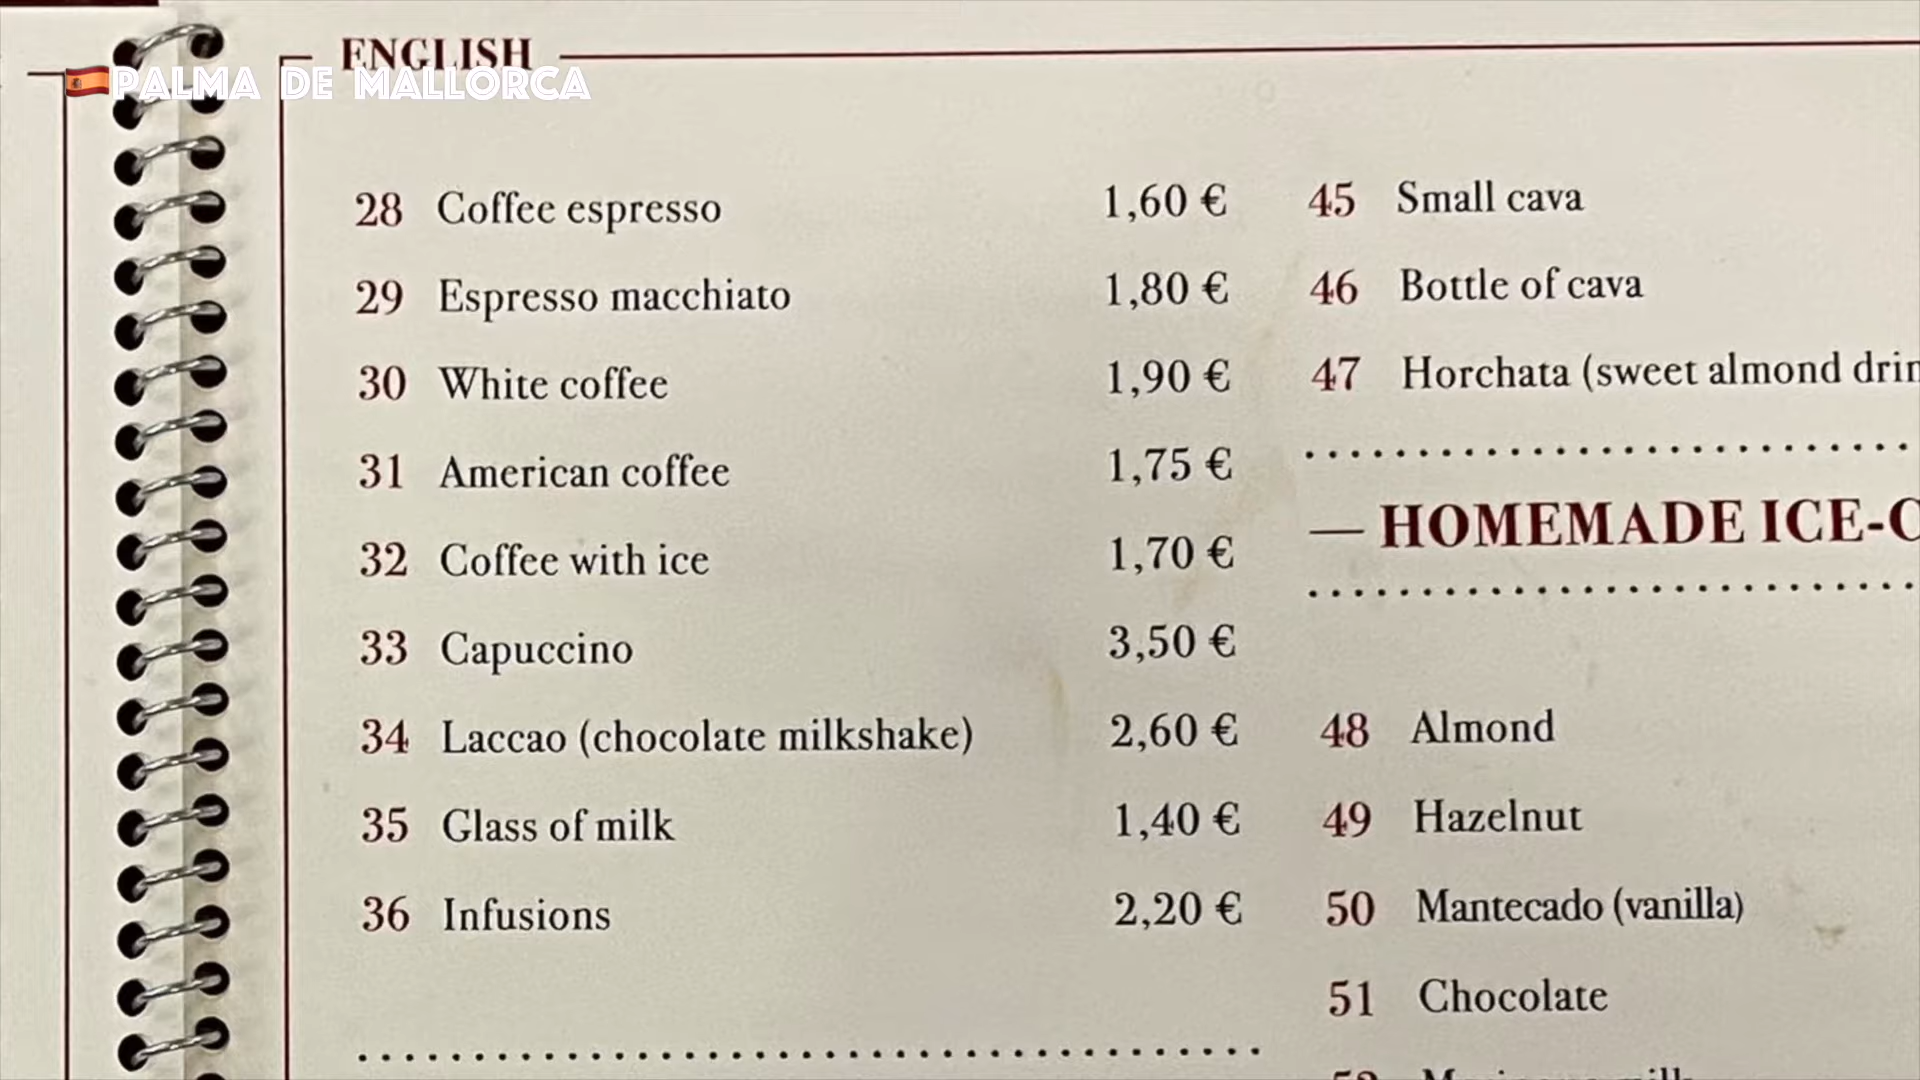 ENGLISH
🇪🇸PALMA DE MALLORCA
28 Coffee espresso 1,60 €
29 Espresso macchiato 1,80 €
30 White coffee 1,90 €
31 American coffee 1,75 €
32 Coffee with ice 1,70 €
33 Capuccino 3,50 €
34 Laccao (chocolate milkshake) 2,60 €
35 Glass of milk 1,40 €
36 Infusions 2,20 €
45 Small cava
46 Bottle of cava
47 Horchata (sweet almond
— HOMEMADE
48 Almond
49 Hazelnut
50 Mantecado (vanilla)
51 Chocolate